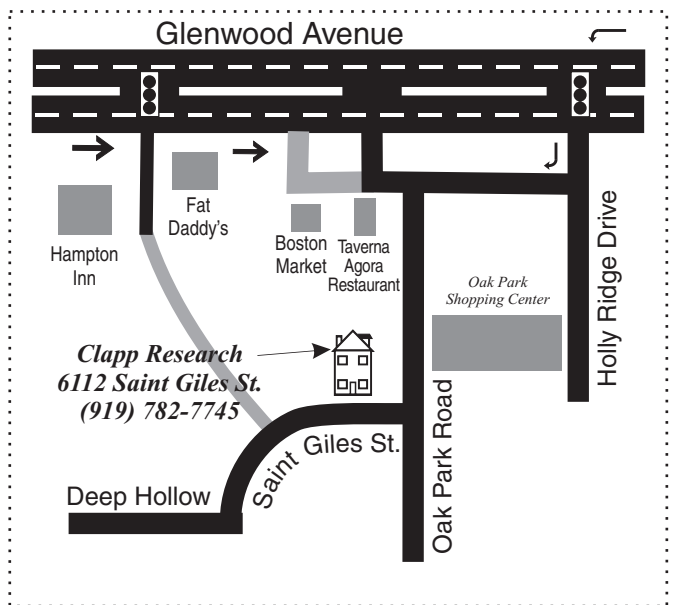 Glenwood Avenue
Hampton
Inn
Fat
Daddy's
Boston
Market
Taverna
Agora
Restaurant
Oak Park
Shopping Center
Holly Ridge Drive
Clapp Research
6112 Saint Giles St.
(919) 782-7745
Saint Giles St.
Oak Park Road
Deep Hollow